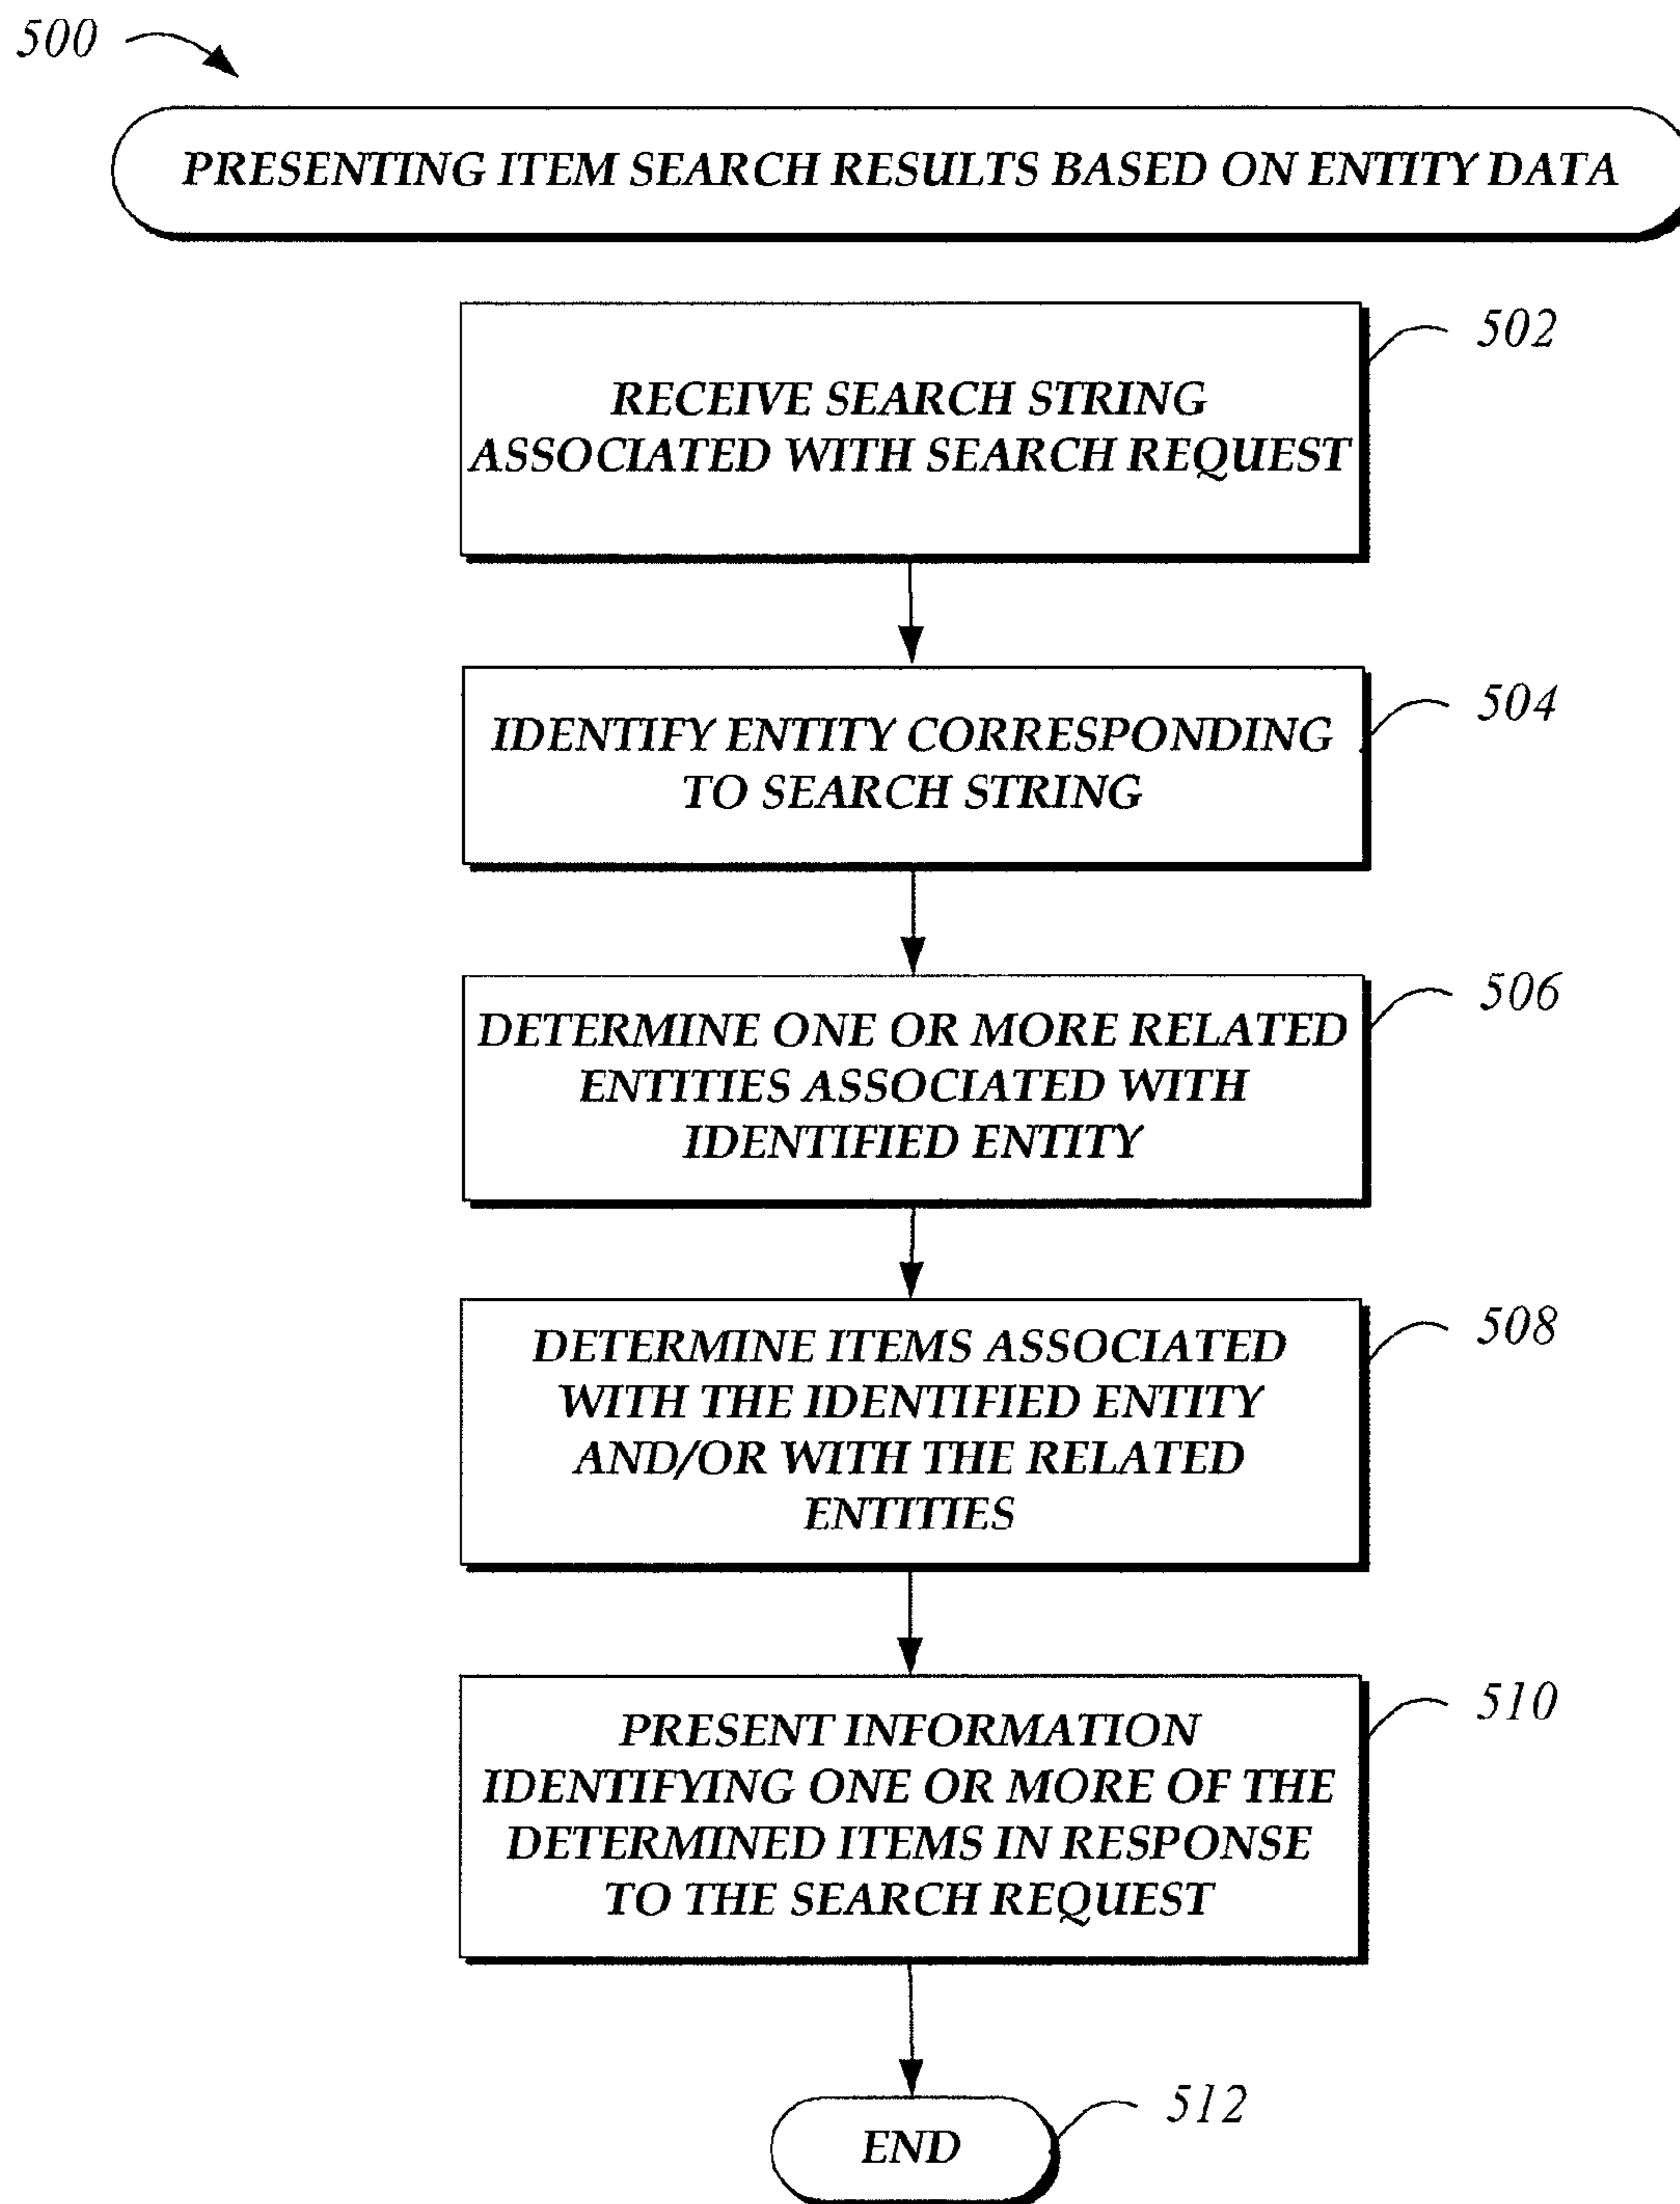 500
PRESENTING ITEM SEARCH RESULTS BASED ON ENTITY DATA
502
RECEIVE SEARCH STRING
ASSOCIATED WITH SEARCH REQUEST
504
IDENTIFY ENTITY CORRESPONDING
TO SEARCH STRING
506
DETERMINE ONE OR MORE RELATED
ENTITIES ASSOCIATED WITH
IDENTIFIED ENTITY
508
DETERMINE ITEMS ASSOCIATED
WITH THE IDENTIFIED ENTITY
AND/OR WITH THE RELATED
ENTITIES
510
PRESENT INFORMATION
IDENTIFYING ONE OR MORE OF THE
DETERMINED ITEMS IN RESPONSE
TO THE SEARCH REQUEST
512
END